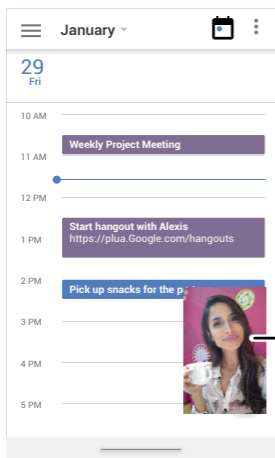 January
29
Fri
10 AM
Weekly Project Meeting
11 AM
12 PM
Start hangout with Alexis
https://plua.Google.com/hangouts
1 PM
2 PM
Pick up snacks for the
3 PM
4 PM
5 PM